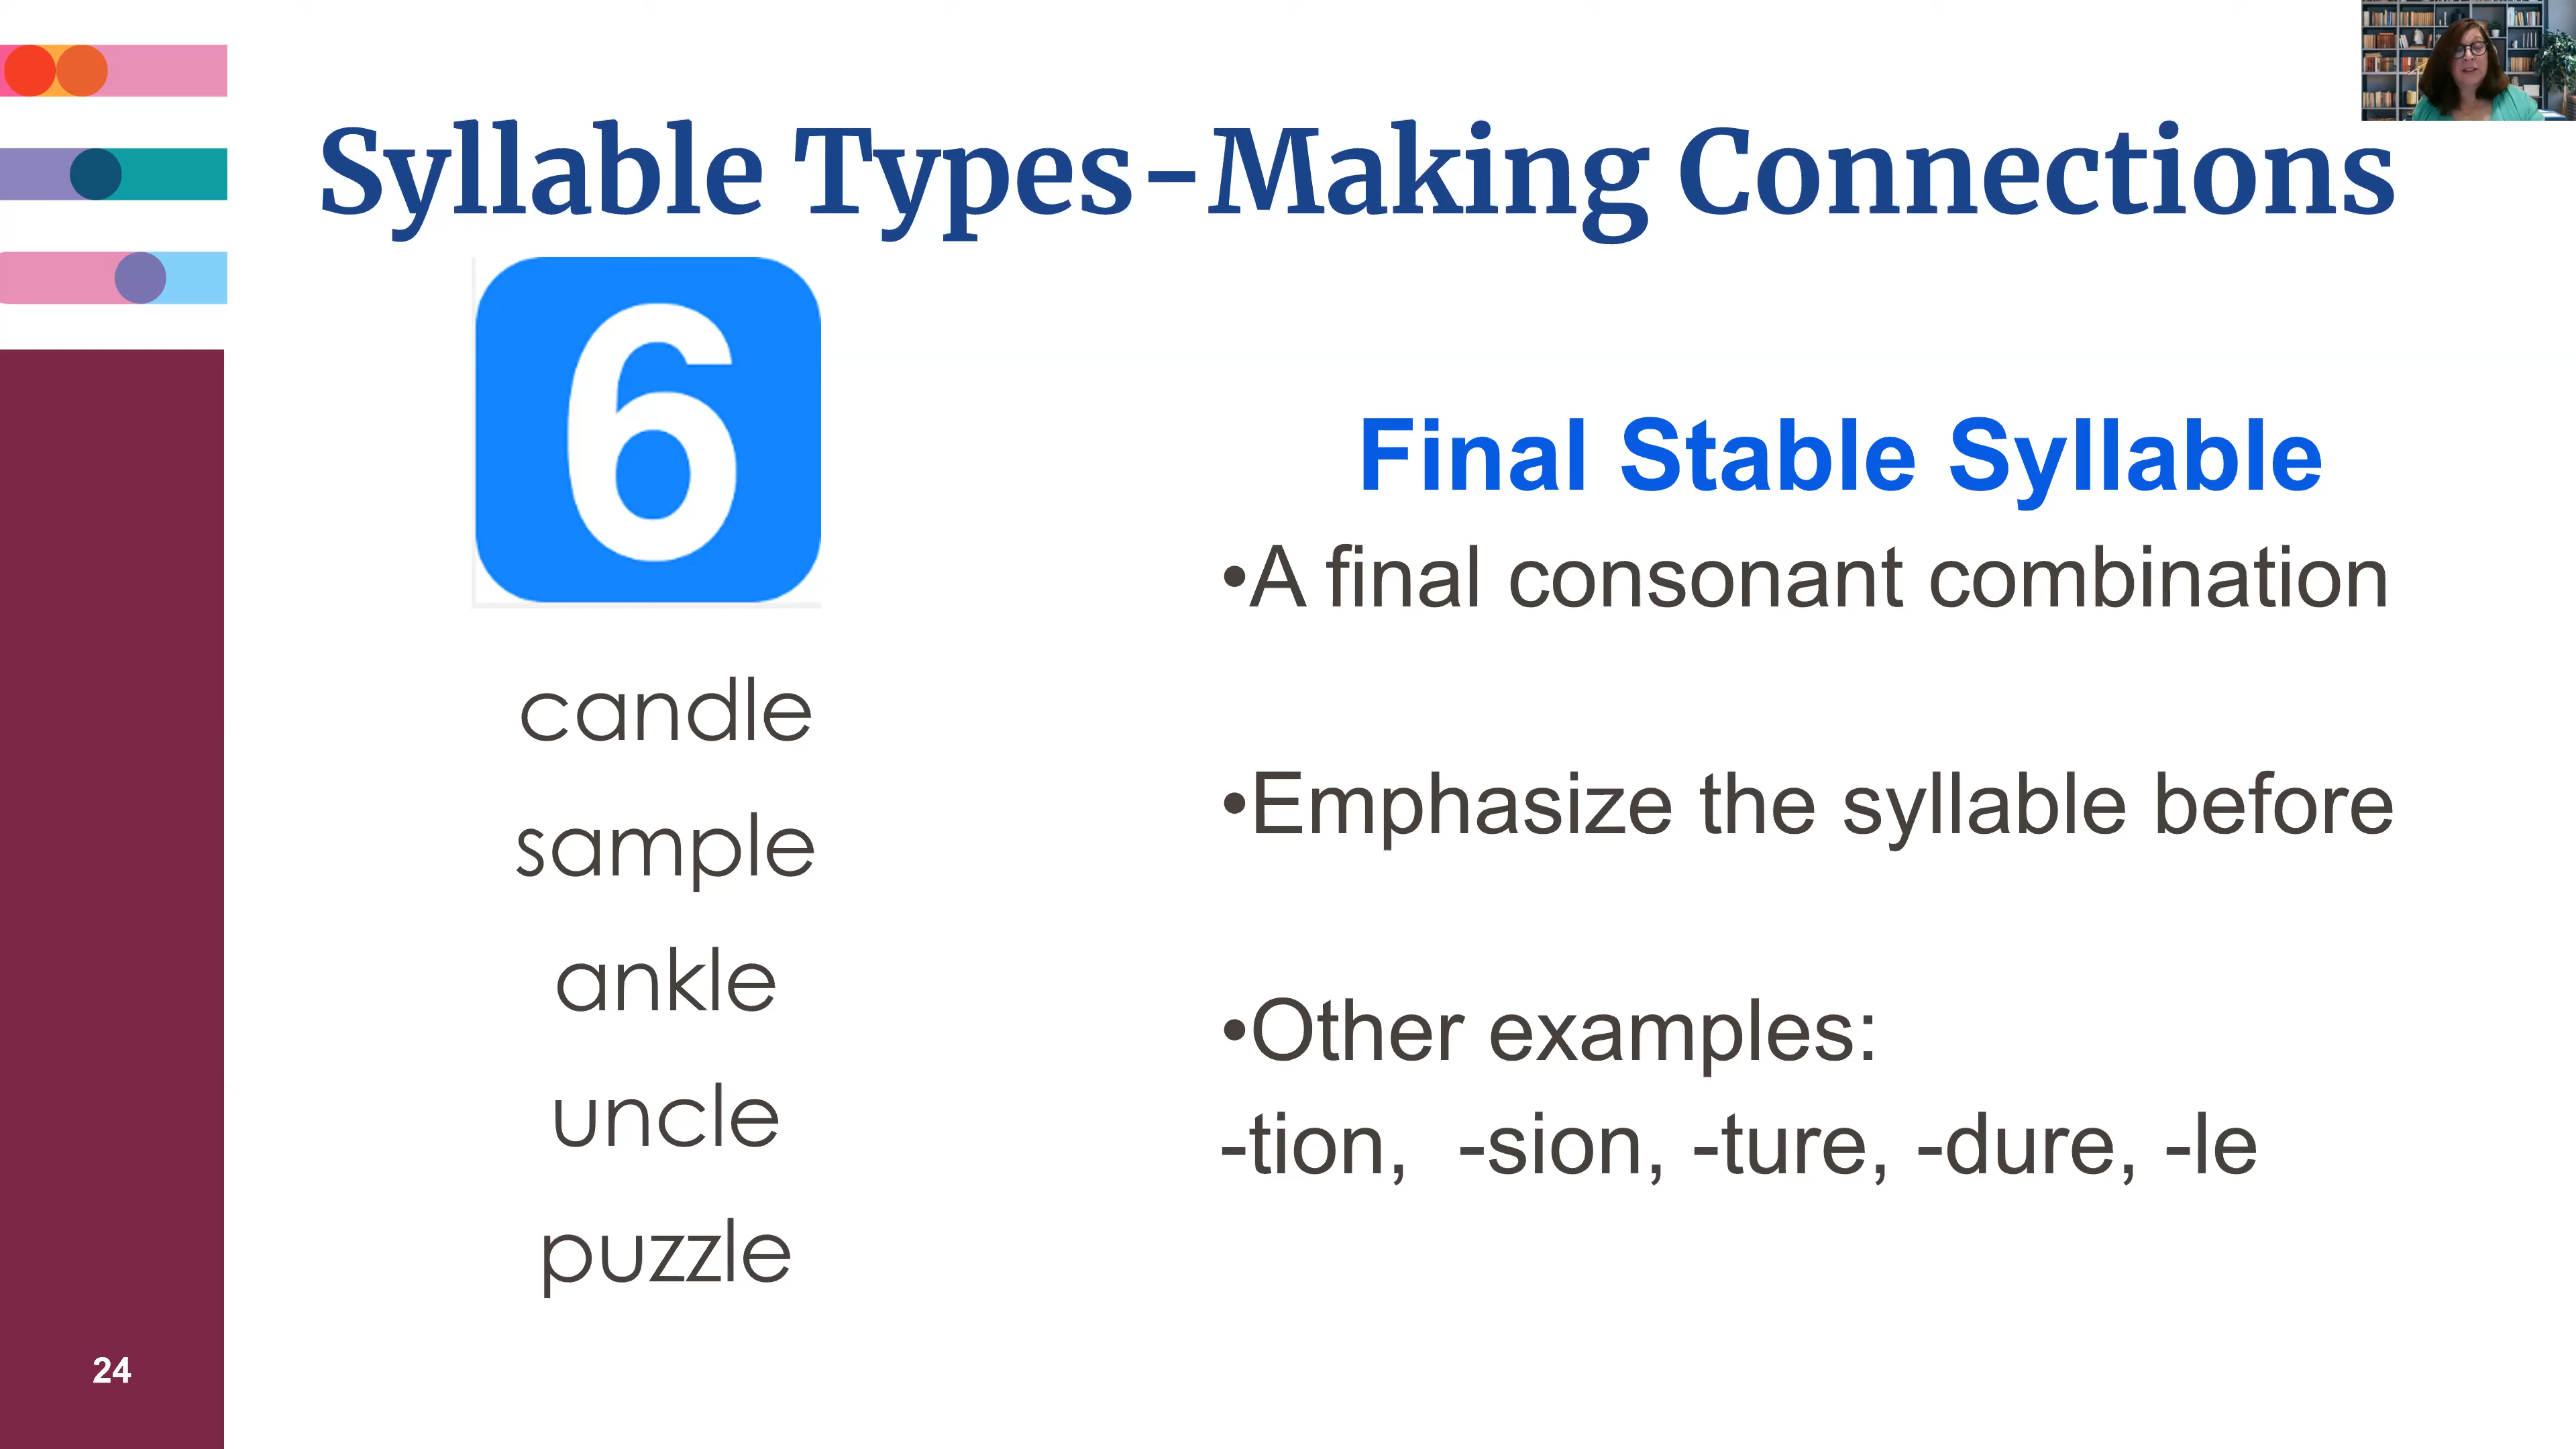 Syllable Types-Making Connections
6
candle
sample
ankle
uncle
puzzle
Final Stable Syllable
•A final consonant combination
•Emphasize the syllable before
•Other examples:
-tion, -sion, -ture, -dure, -le
24